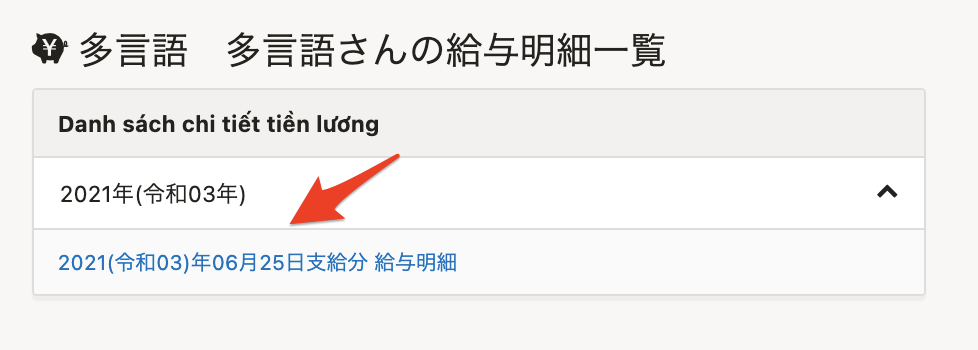 多言語　多言語さんの給与明細一覧
Danh sách chi tiết tiền lương
2021年(令和03年)
2021(令和03)年06月25日支給分 給与明細